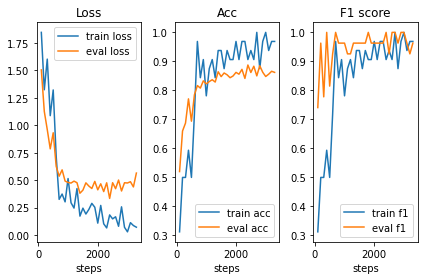 Loss
1.75
1.50
1.25
1.00
0.75
0.50
0.25
0.00
0
2000
steps
train loss
eval loss
Acc
1.0
0.9
0.8
0.7
0.6
0.5
0.4
0.3
0
2000
steps
train acc
eval acc
F1 score
1.0
0.9
0.8
0.7
0.6
0.5
0.4
0.3
0
2000
steps
train f1
eval f1